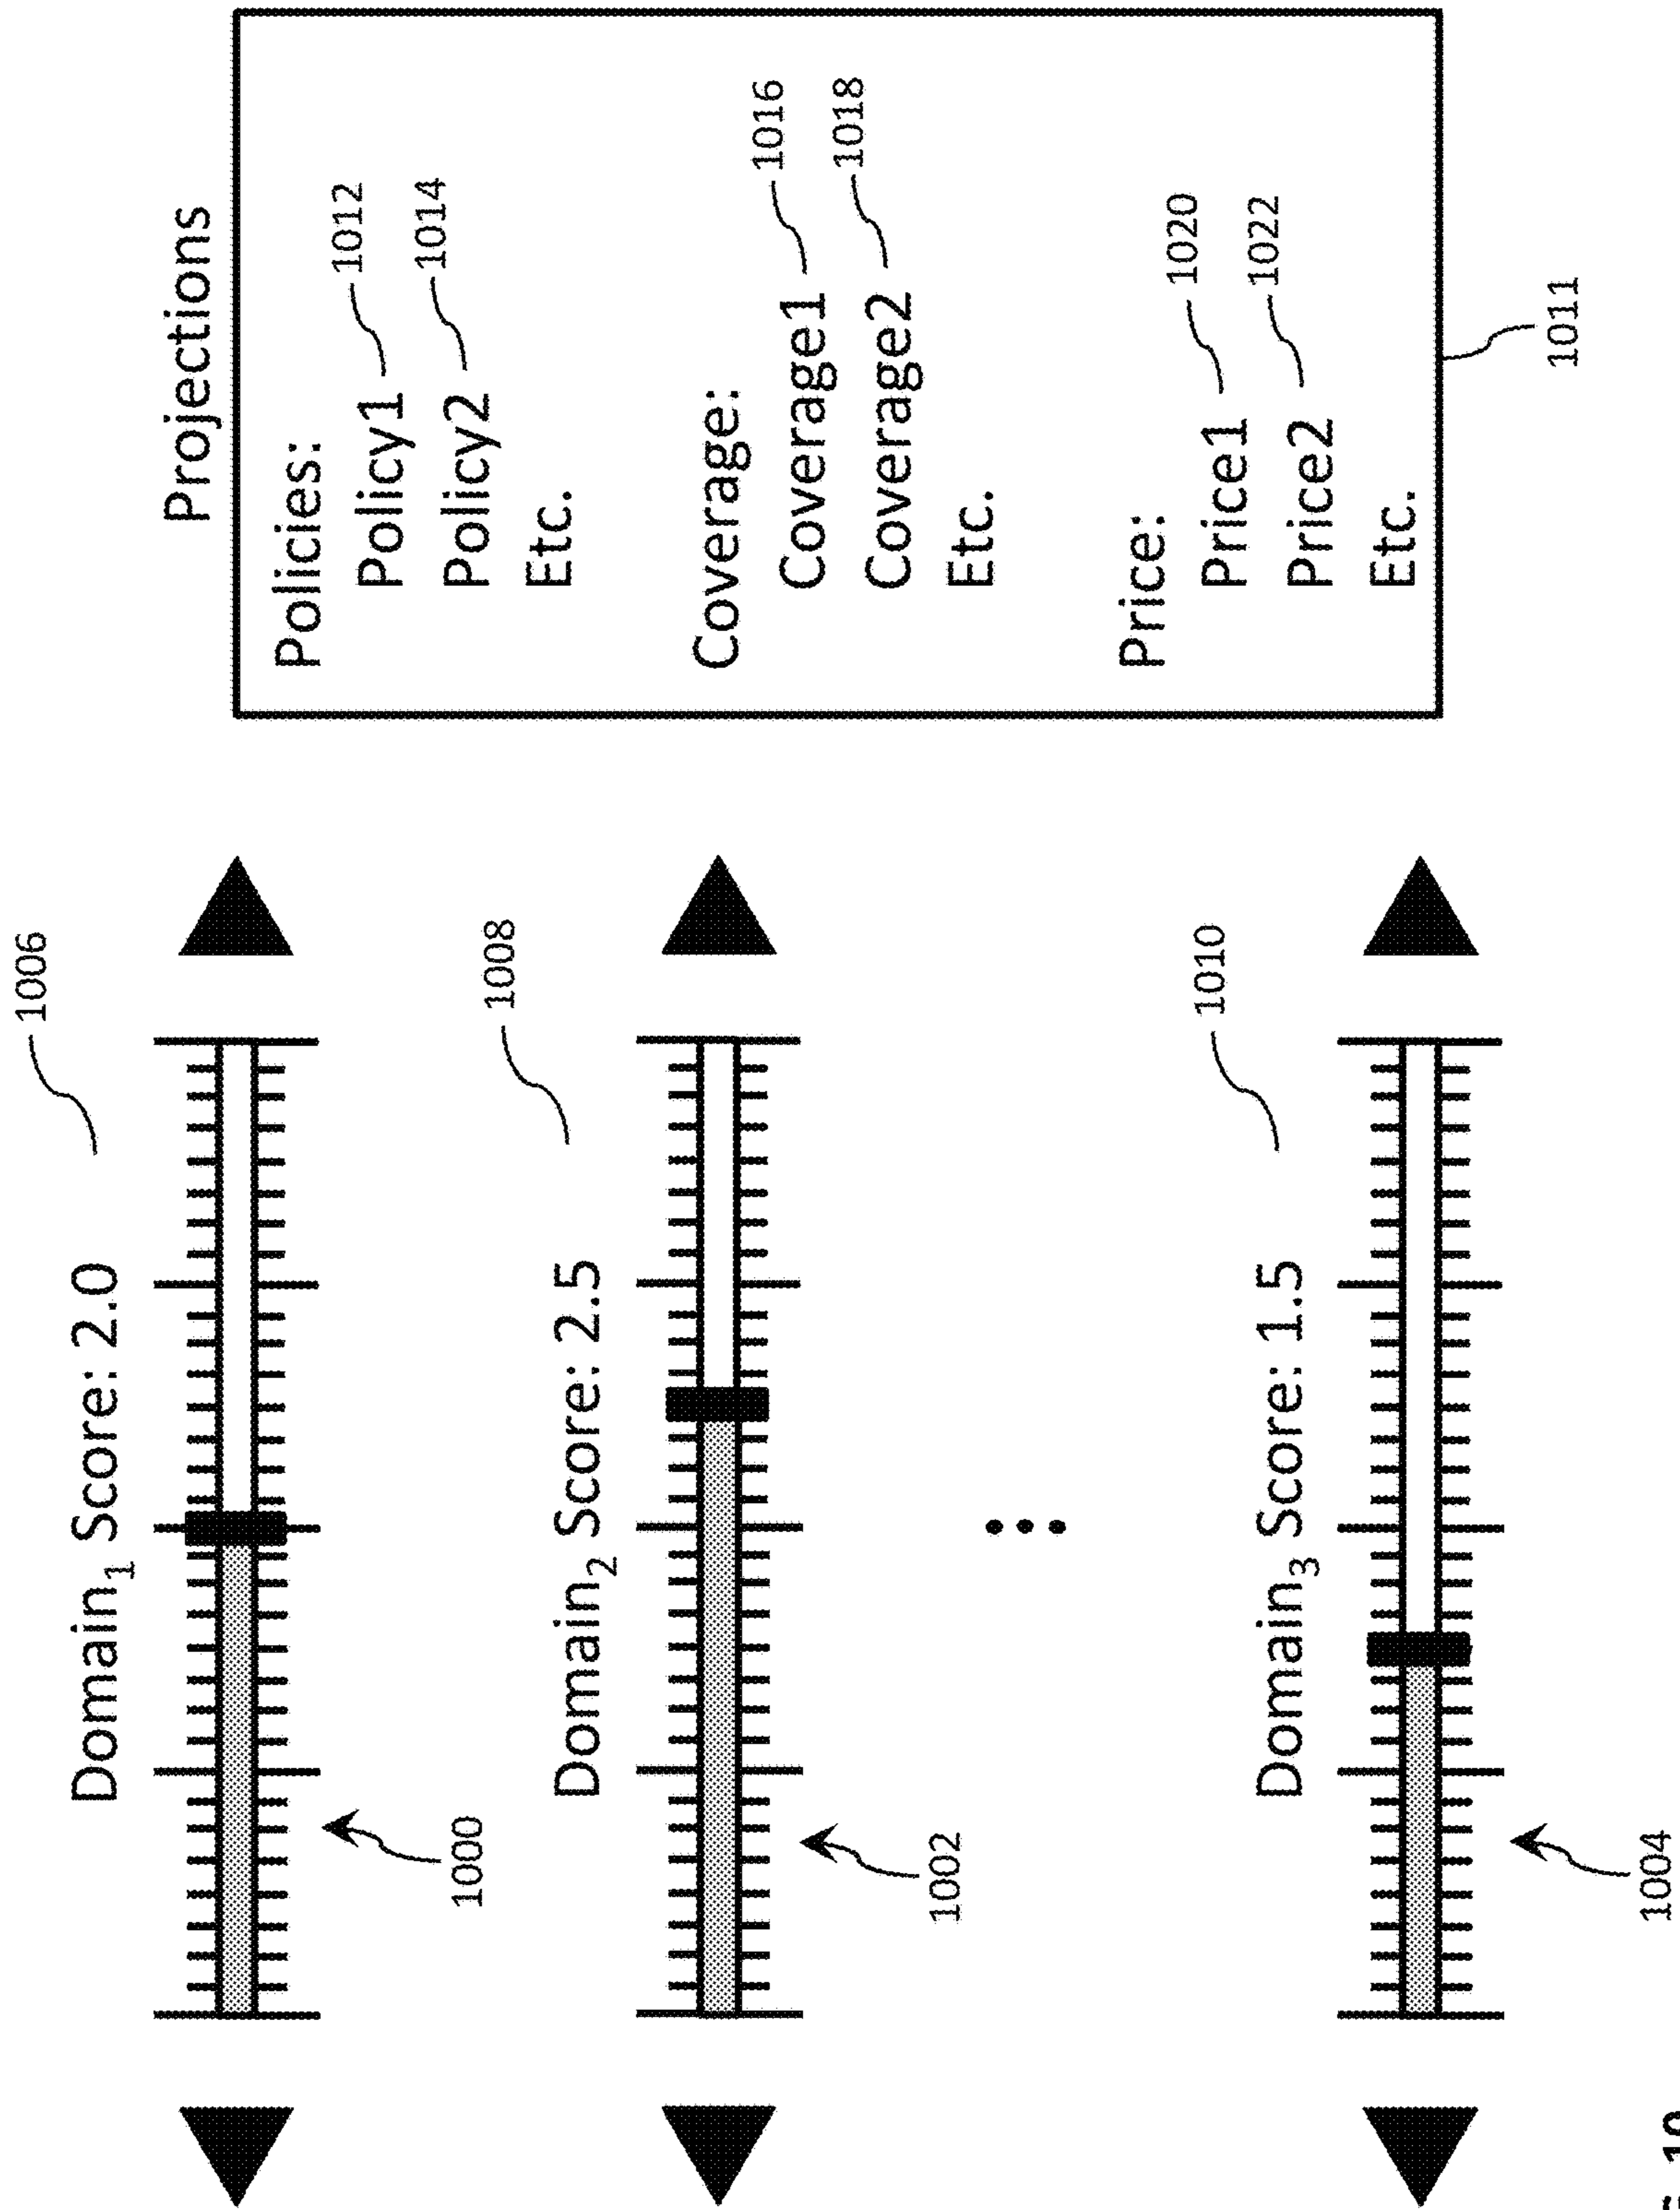 Domain₁ Score: 2.0
1006
1000
Domain₂ Score: 2.5
1008
1002
Domain₃ Score: 1.5
1010
1004
Projections
Policies:
Policy1 1012
Policy2 1014
Etc.
Coverage:
Coverage1 1016
Coverage2 1018
Etc.
Price:
Price1 1020
Price2 1022
Etc.
1011